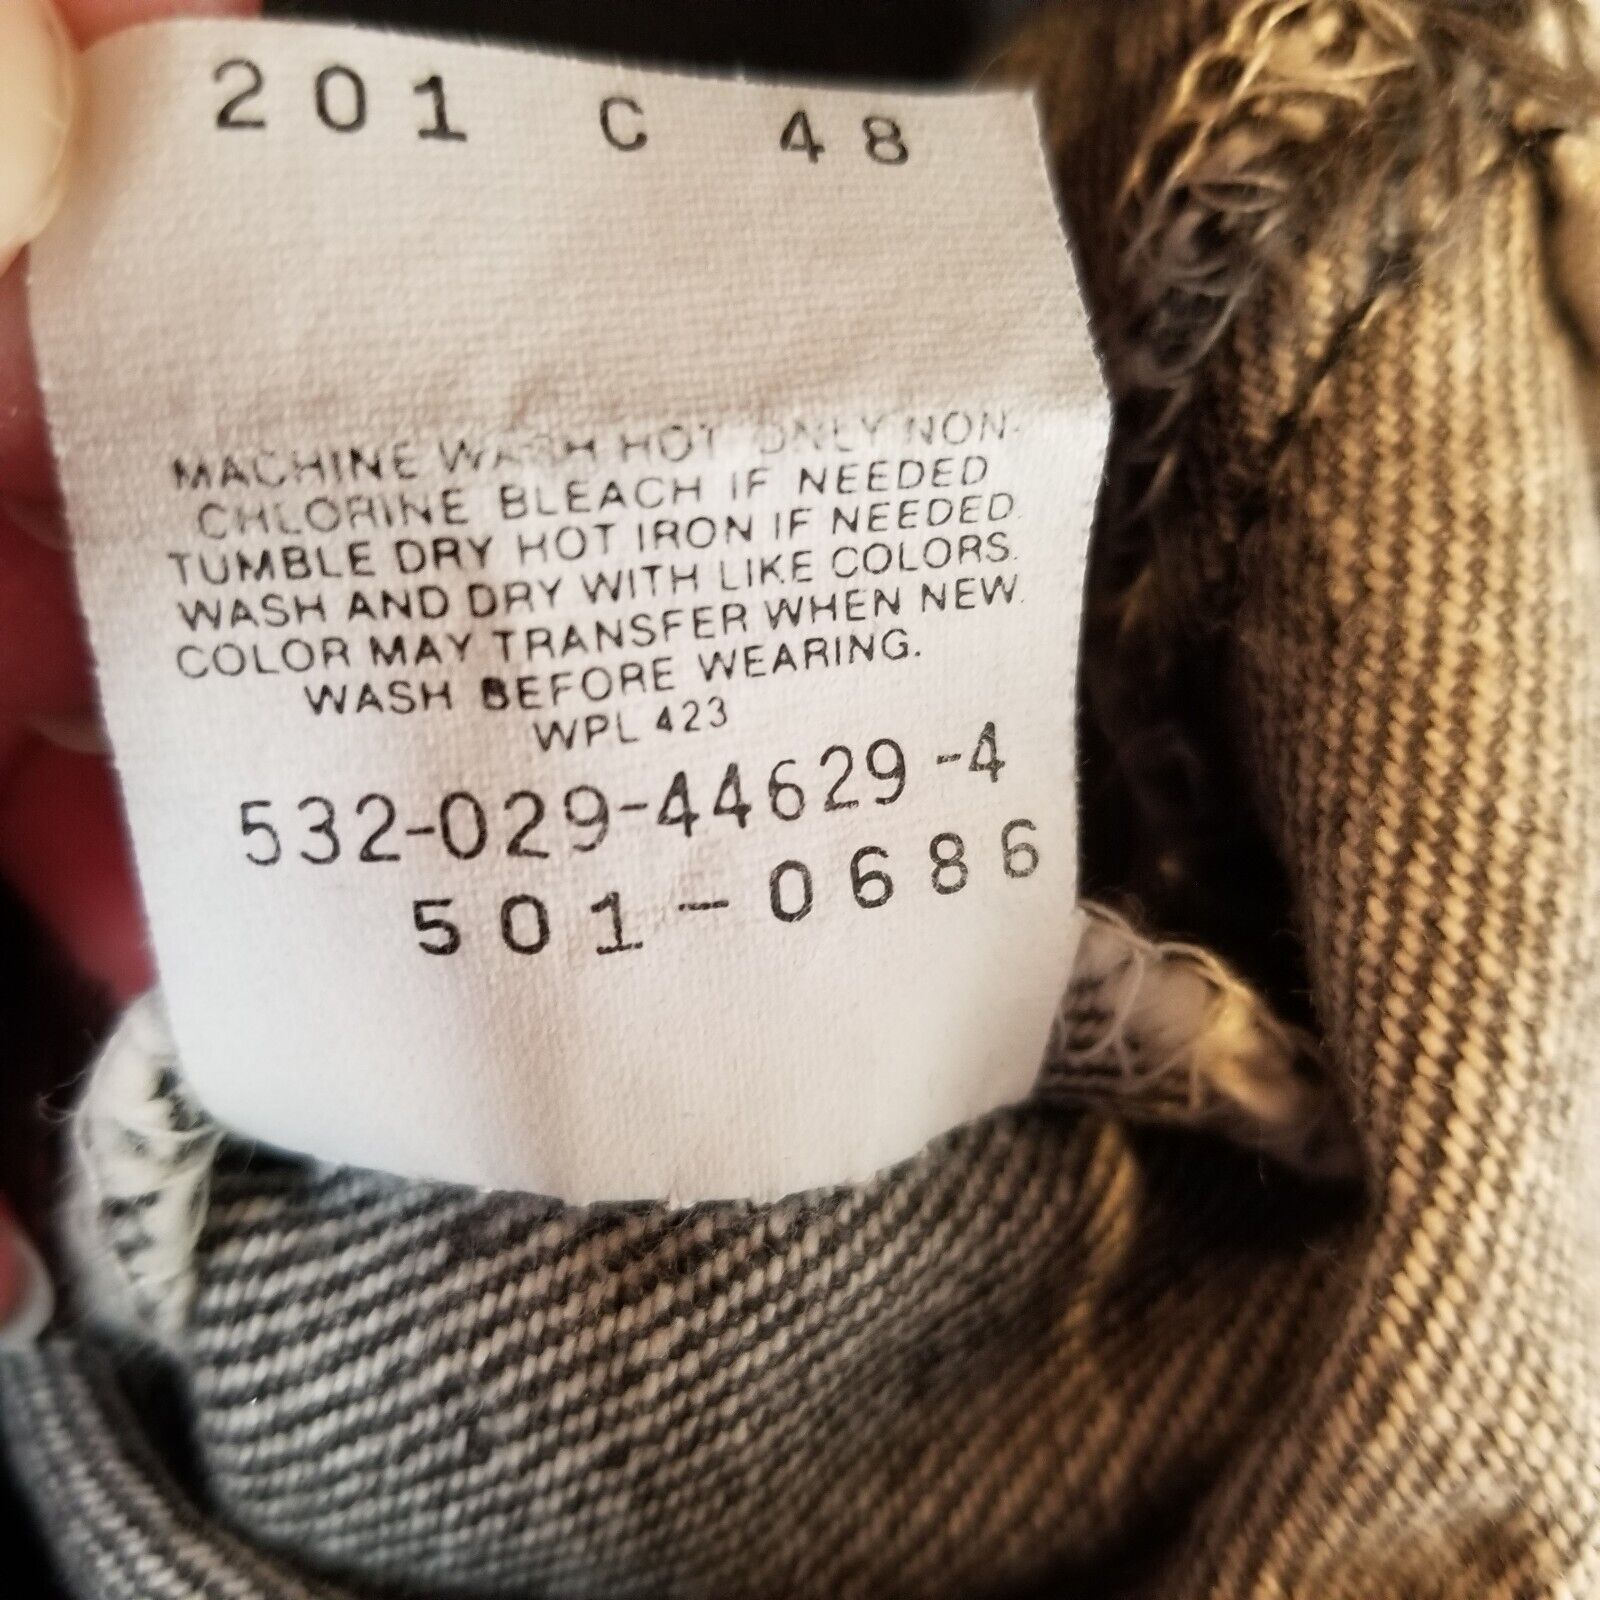 201 C 48
MACHINE WASH HOT ONLY NON-
CHLORINE BLEACH IF NEEDED
TUMBLE DRY HOT IRON IF NEEDED.
WASH AND DRY WITH LIKE COLORS.
COLOR MAY TRANSFER WHEN NEW.
WASH BEFORE WEARING.
WPL 423
532-029-44629-4
501-0686